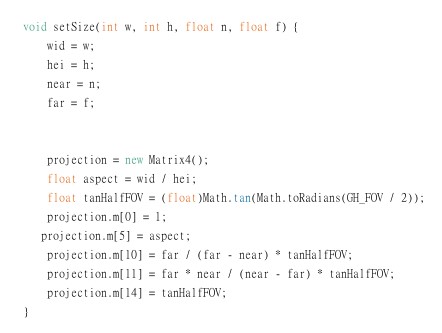 void setSize(int w, int h, float n, float f) {
wid = w;
hei = h;
near = n;
far = f;
projection = new Matrix4();
float aspect = wid / hei;
float tanHalfFOV = (float)Math.tan(Math.toRadians(GH_FOV / 2));
projection.m[0] = 1;
projection.m[5] = aspect;
projection.m[10] = far / (far - near) * tanHalfFOV;
projection.m[11] = far * near / (near - far) * tanHalfFOV;
projection.m[14] = tanHalfFOV;
}